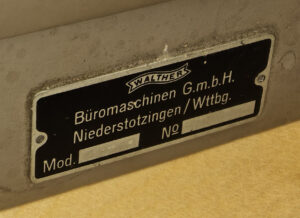 WALTHER
Büromaschinen G.m.b.H.
Niederstotzingen/Wttbg.
Mod. No